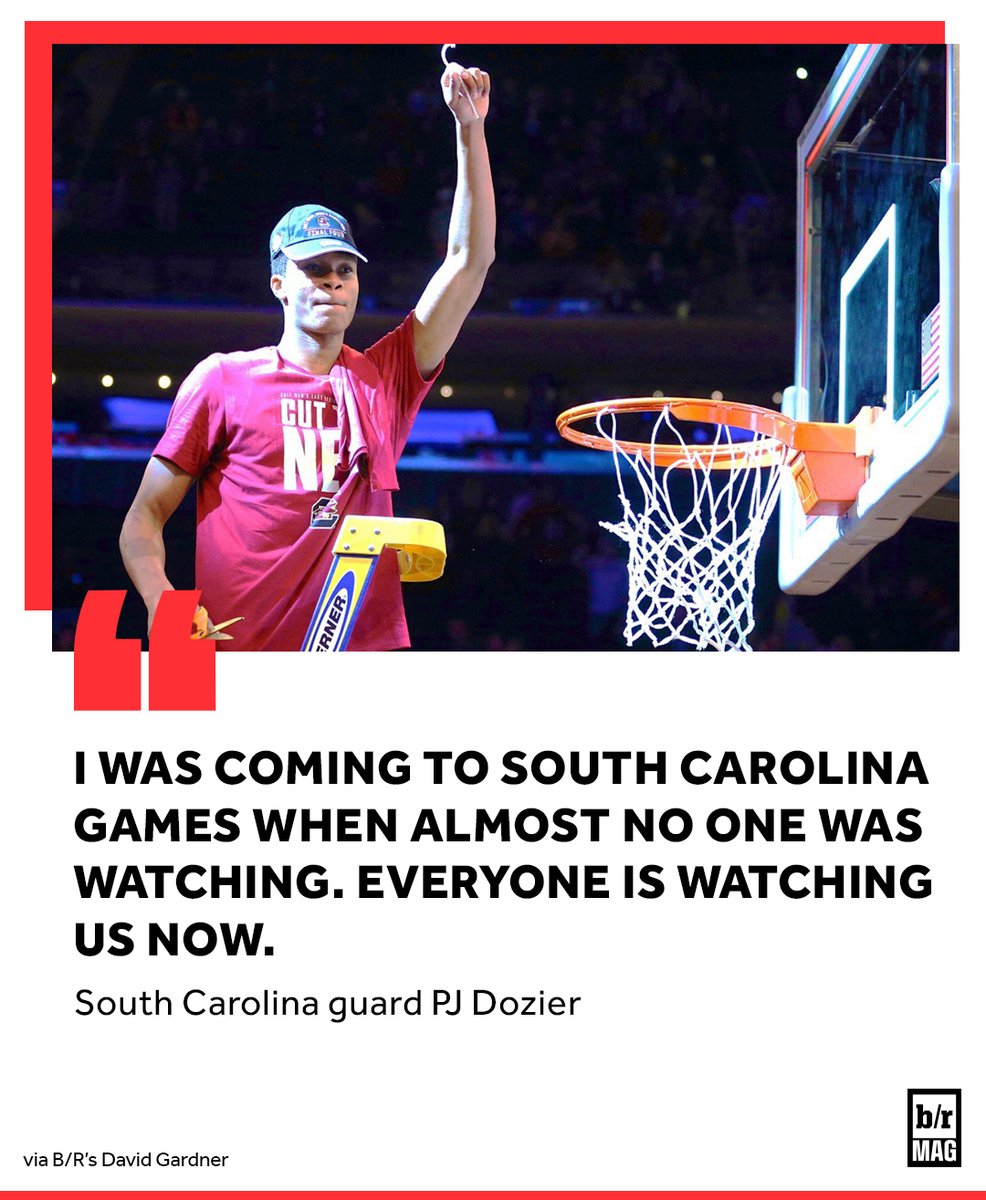 FINAL FOUR
CUT
NE
ERNER
I WAS COMING TO SOUTH CAROLINA
GAMES WHEN ALMOST NO ONE WAS
WATCHING. EVERYONE IS WATCHING
US NOW.
South Carolina guard PJ Dozier
b/r
MAG
via B/R's David Gardner